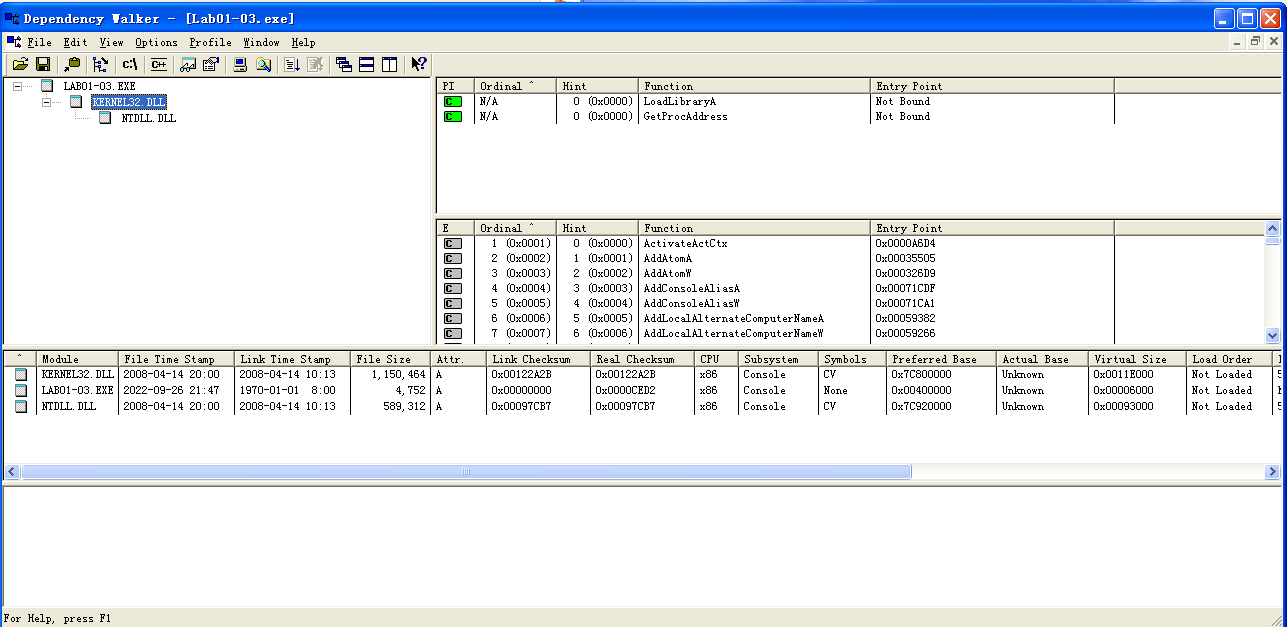 Dependency Walker - [Lab01-03.exe]
File Edit View Options Profile Window Help
c:\ C++
LAB01-03.EXE
KERNEL32.DLL
NTDLL.DLL
PI Ordinal ^ Hint Function Entry Point
C N/A 0 (0x0000) LoadLibraryA Not Bound
C N/A 0 (0x0000) GetProcAddress Not Bound
E Ordinal ^ Hint Function Entry Point
C 1 (0x0001) 0 (0x0000) ActivateActCtx 0x0000A6D4
C 2 (0x0002) 1 (0x0001) AddAtomA 0x00035505
C 3 (0x0003) 2 (0x0002) AddAtomW 0x000326D9
C 4 (0x0004) 3 (0x0003) AddConsoleAliasA 0x00071CDF
C 5 (0x0005) 4 (0x0004) AddConsoleAliasW 0x00071CA1
C 6 (0x0006) 5 (0x0005) AddLocalAlternateComputerNameA 0x00059382
C 7 (0x0007) 6 (0x0006) AddLocalAlternateComputerNameW 0x00059266
^ Module File Time Stamp Link Time Stamp File Size Attr. Link Checksum Real Checksum CPU Subsystem Symbols Preferred Base Actual Base Virtual Size Load Order
KERNEL32.DLL 2008-04-14 20:00 2008-04-14 10:13 1,150,464 A 0x00122A2B 0x00122A2B x86 Console CV 0x7C800000 Unknown 0x0011E000 Not Loaded 5
LAB01-03.EXE 2022-09-26 21:47 1970-01-01 8:00 4,752 A 0x00000000 0x0000CED2 x86 Console None 0x00400000 Unknown 0x00006000 Not Loaded
NTDLL.DLL 2008-04-14 20:00 2008-04-14 10:13 589,312 A 0x00097CB7 0x00097CB7 x86 Console CV 0x7C920000 Unknown 0x00093000 Not Loaded 5
For Help, press F1